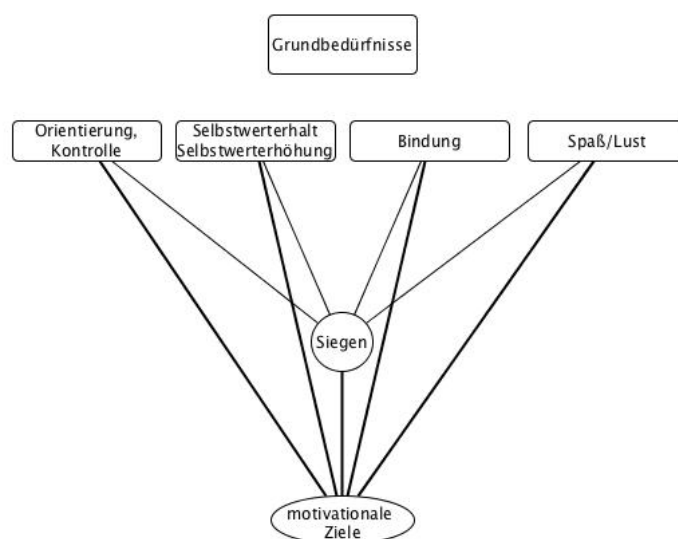 Grundbedürfnisse
Orientierung,
Kontrolle
Selbstwerterhalt
Selbstwerterhöhung
Bindung
Spaß/Lust
Siegen
motivationale
Ziele